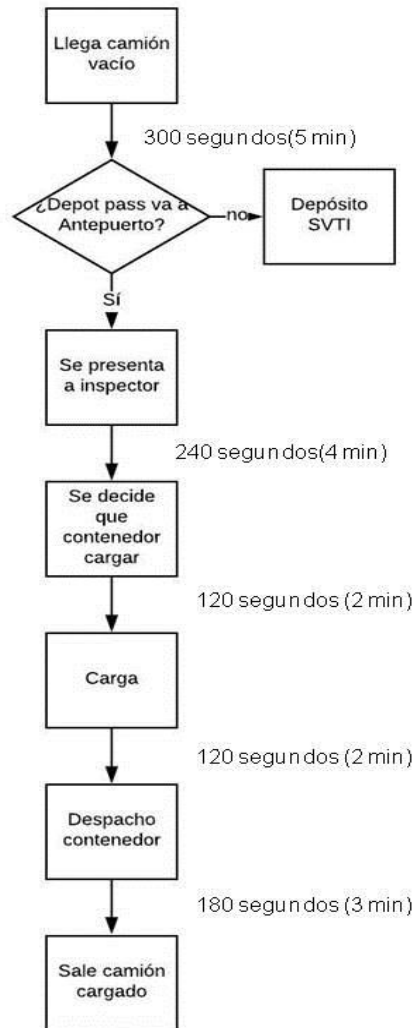 Llega camión
vacío
300 segundos(5 min)
¿Depot pass va a
Antepuerto?
no
Depósito
SVTI
Sí
Se presenta
a inspector
240 segundos(4 min)
Se decide
que
contenedor
cargar
120 segundos (2 min)
Carga
120 segundos (2 min)
Despacho
contenedor
180 segundos (3 min)
Sale camión
cargado